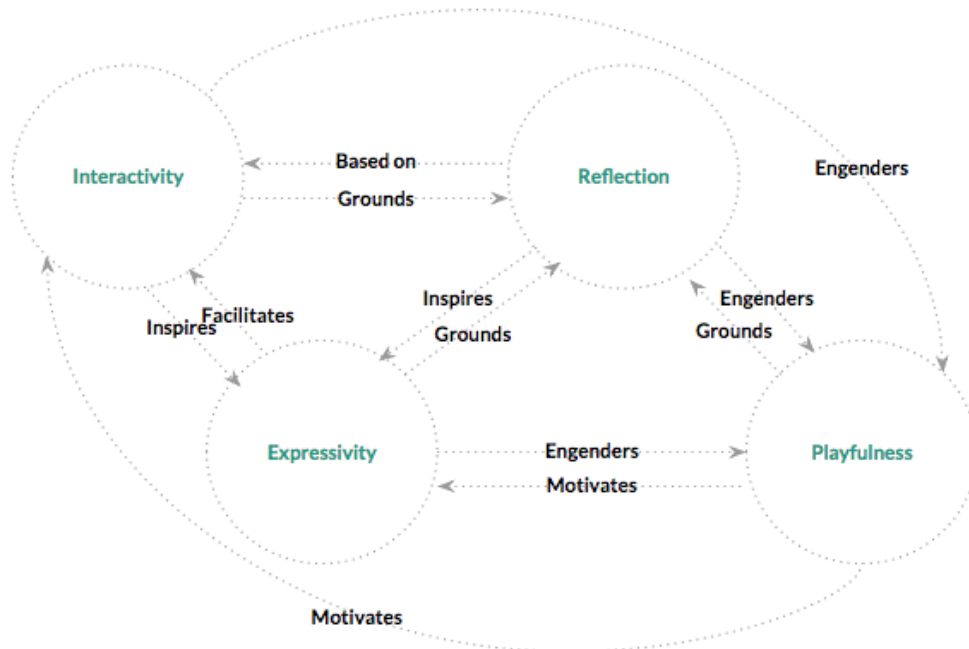 Based on
Engenders
Interactivity
Reflection
Grounds
Inspires
Engenders
Facilitates
Inspires
Grounds
Grounds
Expressivity
Engenders
Playfulness
Motivates
Motivates